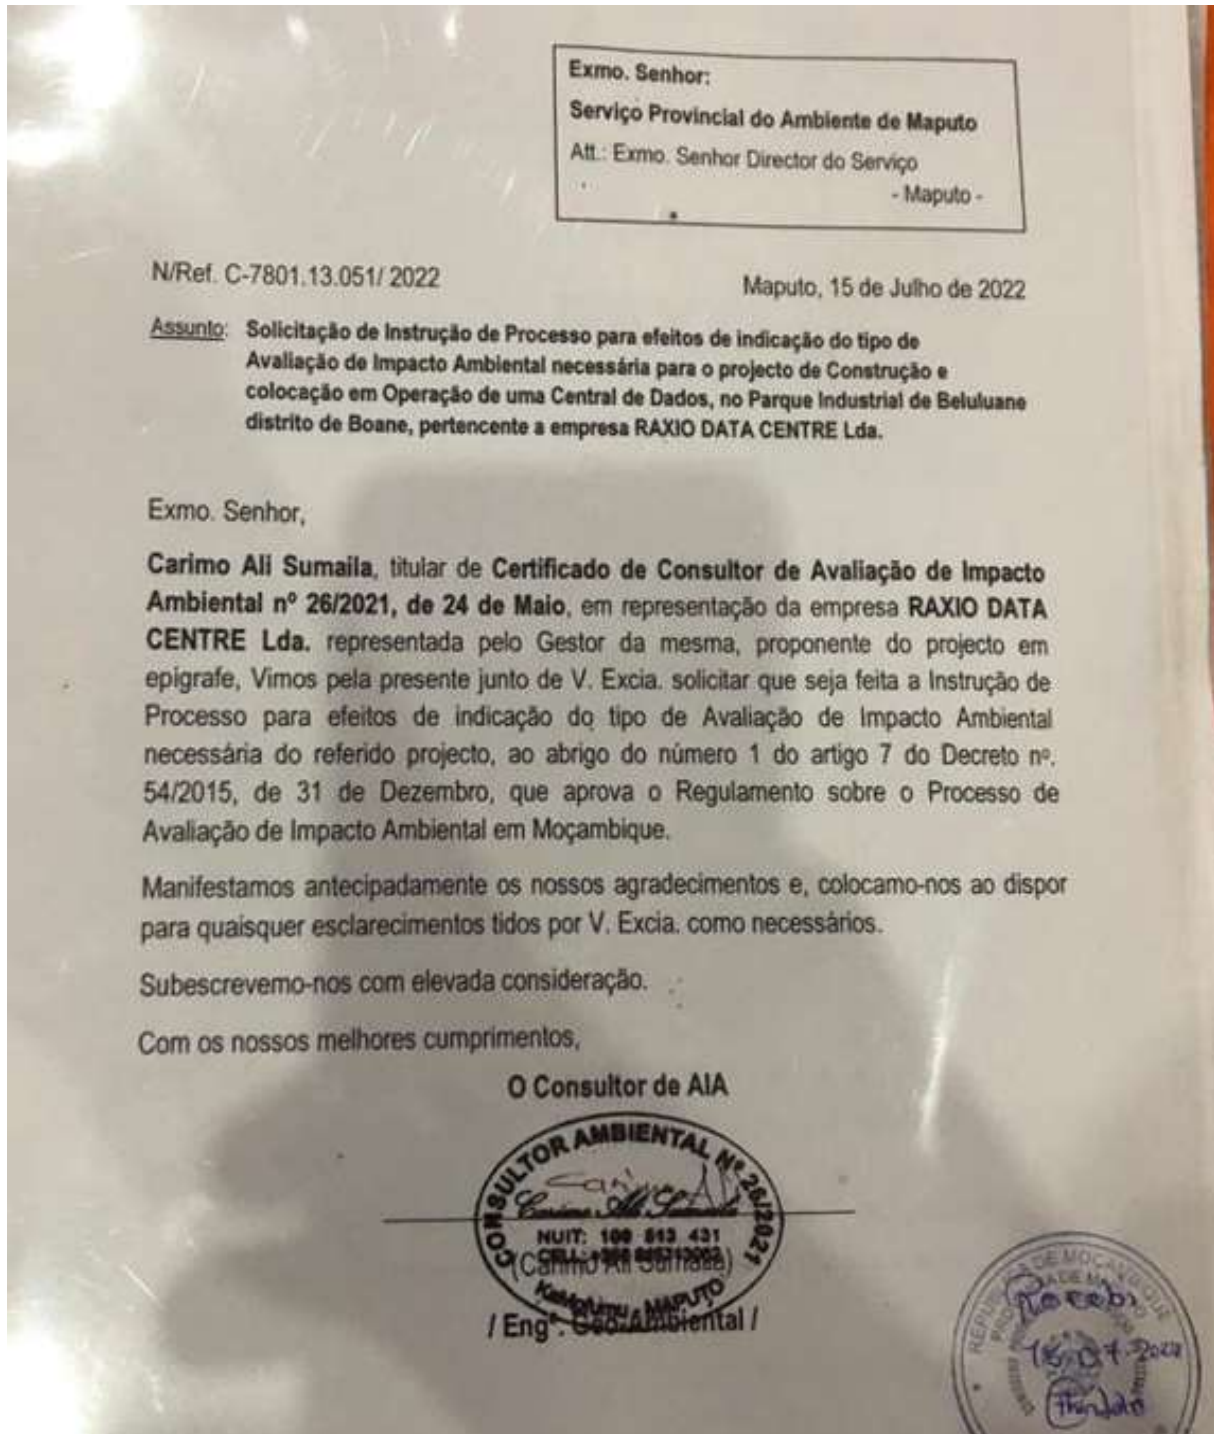 Exmo. Senhor:
Serviço Provincial do Ambiente de Maputo
Att.: Exmo. Senhor Director do Serviço
- Maputo -
N/Ref. C-7801.13.051/ 2022
Maputo, 15 de Julho de 2022
Assunto: Solicitação de Instrução de Processo para efeitos de indicação do tipo de
Avaliação de Impacto Ambiental necessária para o projecto de Construção e
colocação em Operação de uma Central de Dados, no Parque Industrial de Beluluane
distrito de Boane, pertencente a empresa RAXIO DATA CENTRE Lda.
Exmo. Senhor,
Carimo Ali Sumaila, titular de Certificado de Consultor de Avaliação de Impacto
Ambiental nº 26/2021, de 24 de Maio, em representação da empresa RAXIO DATA
CENTRE Lda. representada pelo Gestor da mesma, proponente do projecto em
epigrafe, Vimos pela presente junto de V. Excia. solicitar que seja feita a Instrução de
Processo para efeitos de indicação do tipo de Avaliação de Impacto Ambiental
necessária do referido projecto, ao abrigo do número 1 do artigo 7 do Decreto nº.
54/2015, de 31 de Dezembro, que aprova o Regulamento sobre o Processo de
Avaliação de Impacto Ambiental em Moçambique.
Manifestamos antecipadamente os nossos agradecimentos e, colocamo-nos ao dispor
para quaisquer esclarecimentos tidos por V. Excia. como necessários.
Subescrevemo-nos com elevada consideração.
Com os nossos melhores cumprimentos,
O Consultor de AIA
CONSULTOR AMBIENTAL Nº 26/2021
Carimo Ali Sumaila
NUIT: 100 813 431
(Carimo Ali Sumaila)
KaMpfumu - MAPUTO
/ Engº. Geo-Ambiental /
REPÚBLICA DE MOÇAMBIQUE
Recebi